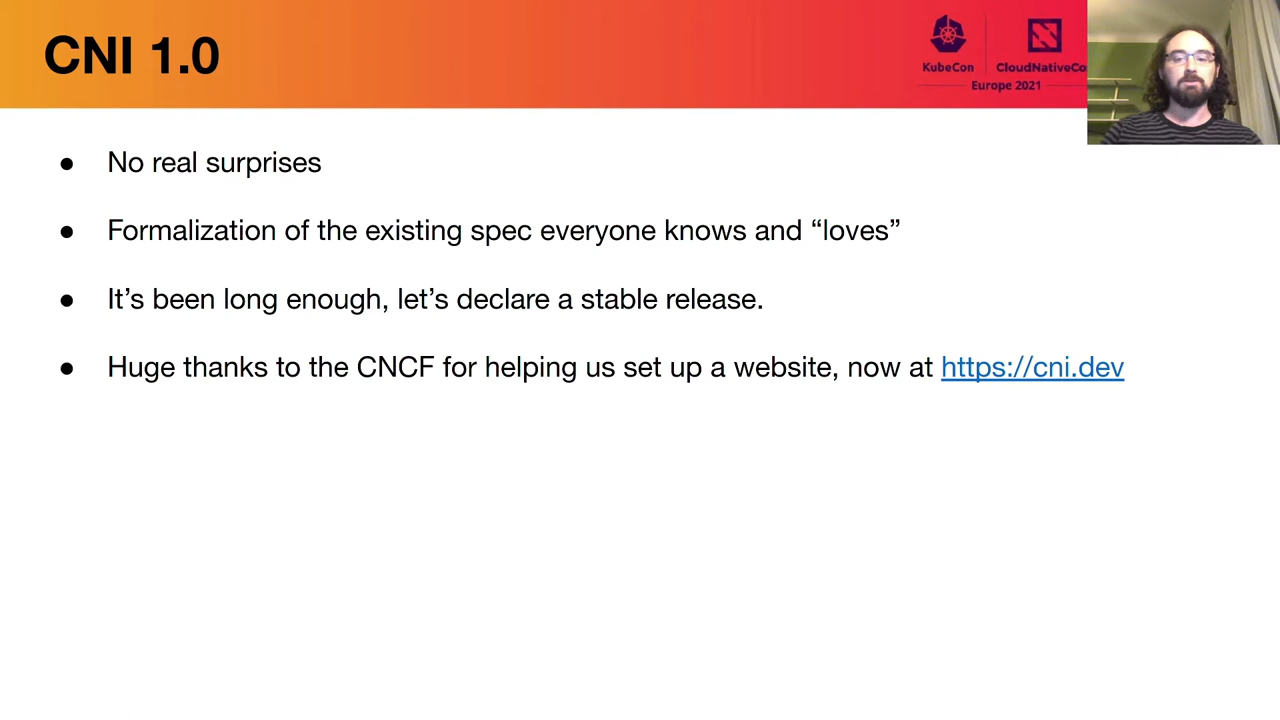 CNI 1.0
KubeCon
CloudNativeCo
Europe 2021
● No real surprises
● Formalization of the existing spec everyone knows and “loves”
● It’s been long enough, let’s declare a stable release.
● Huge thanks to the CNCF for helping us set up a website, now at https://cni.dev